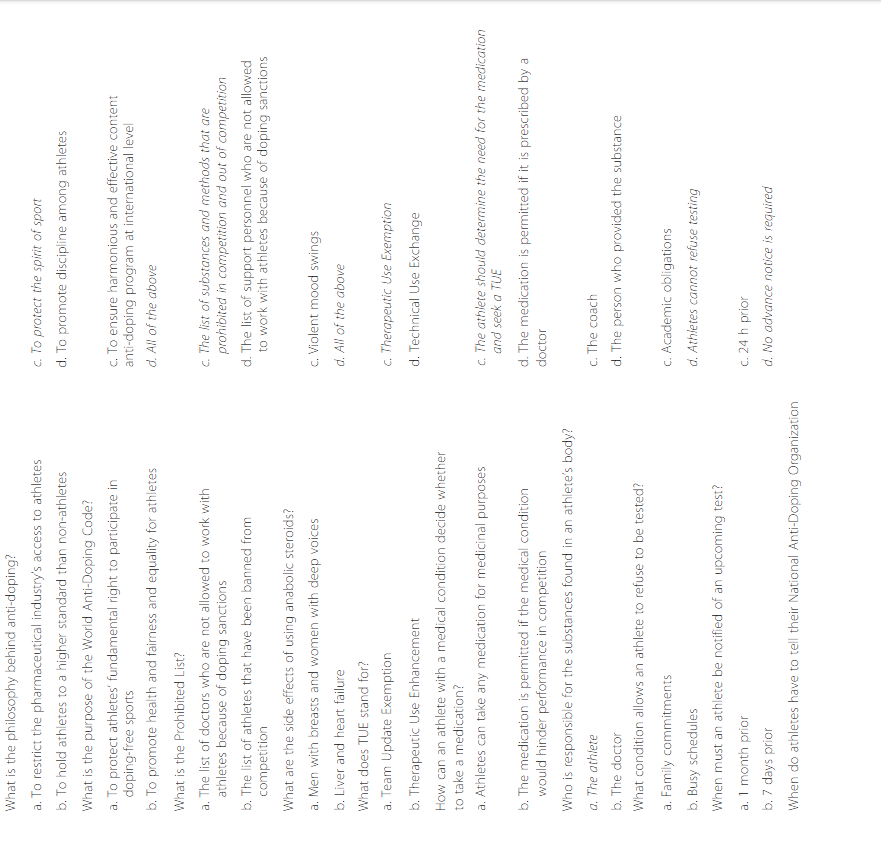 What is the philosophy behind anti-doping?
a. To restrict the pharmaceutical industry's access to athletes
c. To protect the spirit of sport
b. To hold athletes to a higher standard than non-athletes
d. To promote discipline among athletes
What is the purpose of the World Anti-Doping Code?
a. To protect athletes' fundamental right to participate in
doping-free sports
c. To ensure harmonious and effective content
anti-doping program at international level
b. To promote health and fairness and equality for athletes
d. All of the above
What is the Prohibited List?
a. The list of doctors who are not allowed to work with
athletes because of doping sanctions
c. The list of substances and methods that are
prohibited in competition and out of competition
b. The list of athletes that have been banned from
competition
d. The list of support personnel who are not allowed
to work with athletes because of doping sanctions
What are the side effects of using anabolic steroids?
a. Men with breasts and women with deep voices
c. Violent mood swings
b. Liver and heart failure
d. All of the above
What does TUE stand for?
a. Team Update Exemption
c. Therapeutic Use Exemption
b. Therapeutic Use Enhancement
d. Technical Use Exchange
How can an athlete with a medical condition decide whether
to take a medication?
a. Athletes can take any medication for medicinal purposes
c. The athlete should determine the need for the medication
and seek a TUE
b. The medication is permitted if the medical condition
would hinder performance in competition
d. The medication is permitted if it is prescribed by a
doctor
Who is responsible for the substances found in an athlete's body?
a. The athlete
c. The coach
b. The doctor
d. The person who provided the substance
What condition allows an athlete to refuse to be tested?
a. Family commitments
c. Academic obligations
b. Busy schedules
d. Athletes cannot refuse testing
When must an athlete be notified of an upcoming test?
a. 1 month prior
c. 24 h prior
b. 7 days prior
d. No advance notice is required
When do athletes have to tell their National Anti-Doping Organization